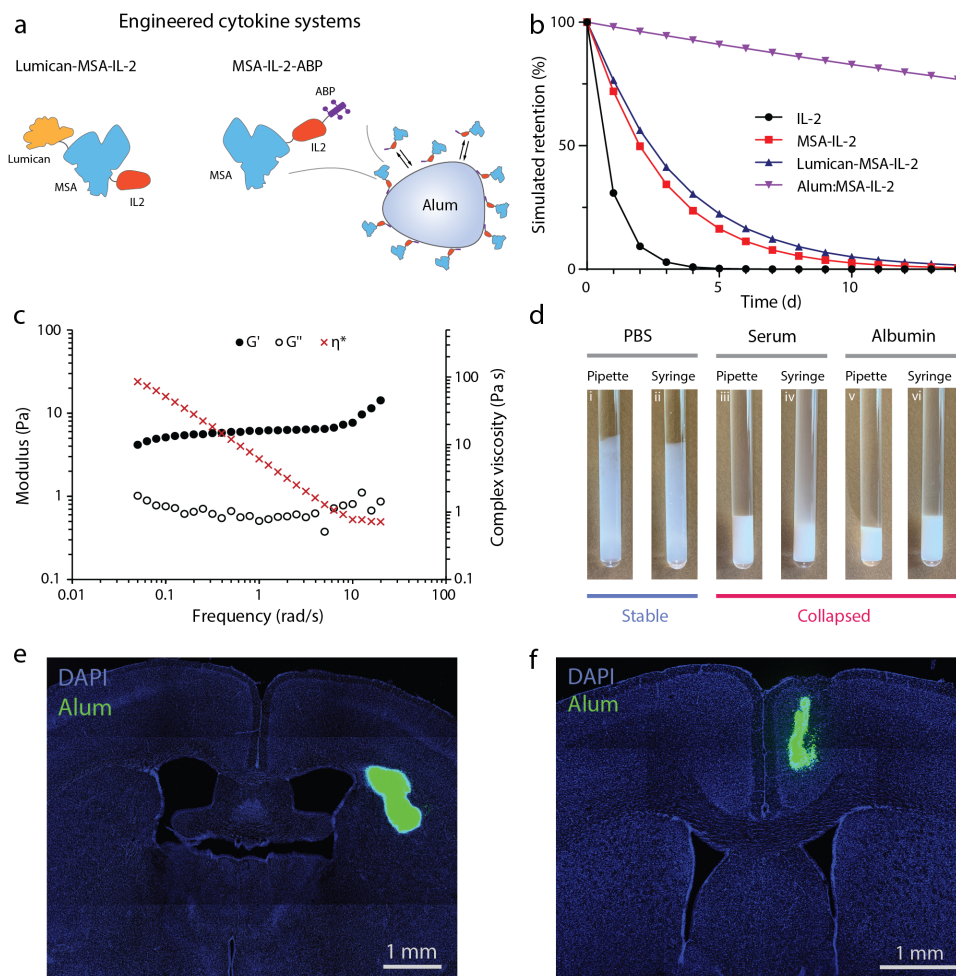 a
Engineered cytokine systems
Lumican-MSA-IL-2
MSA-IL-2-ABP
Lumican
MSA
IL2
MSA
IL2
ABP
Alum
b
Simulated retention (%)
100
50
0
0
5
10
Time (d)
IL-2
MSA-IL-2
Lumican-MSA-IL-2
Alum:MSA-IL-2
c
Modulus (Pa)
100
10
1
0.1
G'
G"
η*
100
10
1
0.1
Complex viscosity (Pa s)
0.01
0.1
1
10
100
Frequency (rad/s)
d
PBS
Serum
Albumin
Pipette
Syringe
Pipette
Syringe
Pipette
Syringe
i
ii
iii
iv
v
vi
Stable
Collapsed
e
DAPI
Alum
1 mm
f
DAPI
Alum
1 mm